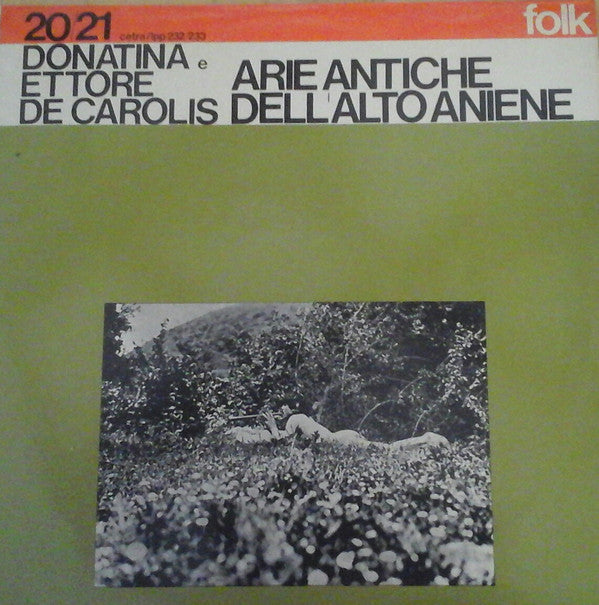 20/21 cetra/lpp 232/233
folk
DONATINA e
ETTORE
DE CAROLIS
ARIE ANTICHE
DELL'ALTO ANIENE